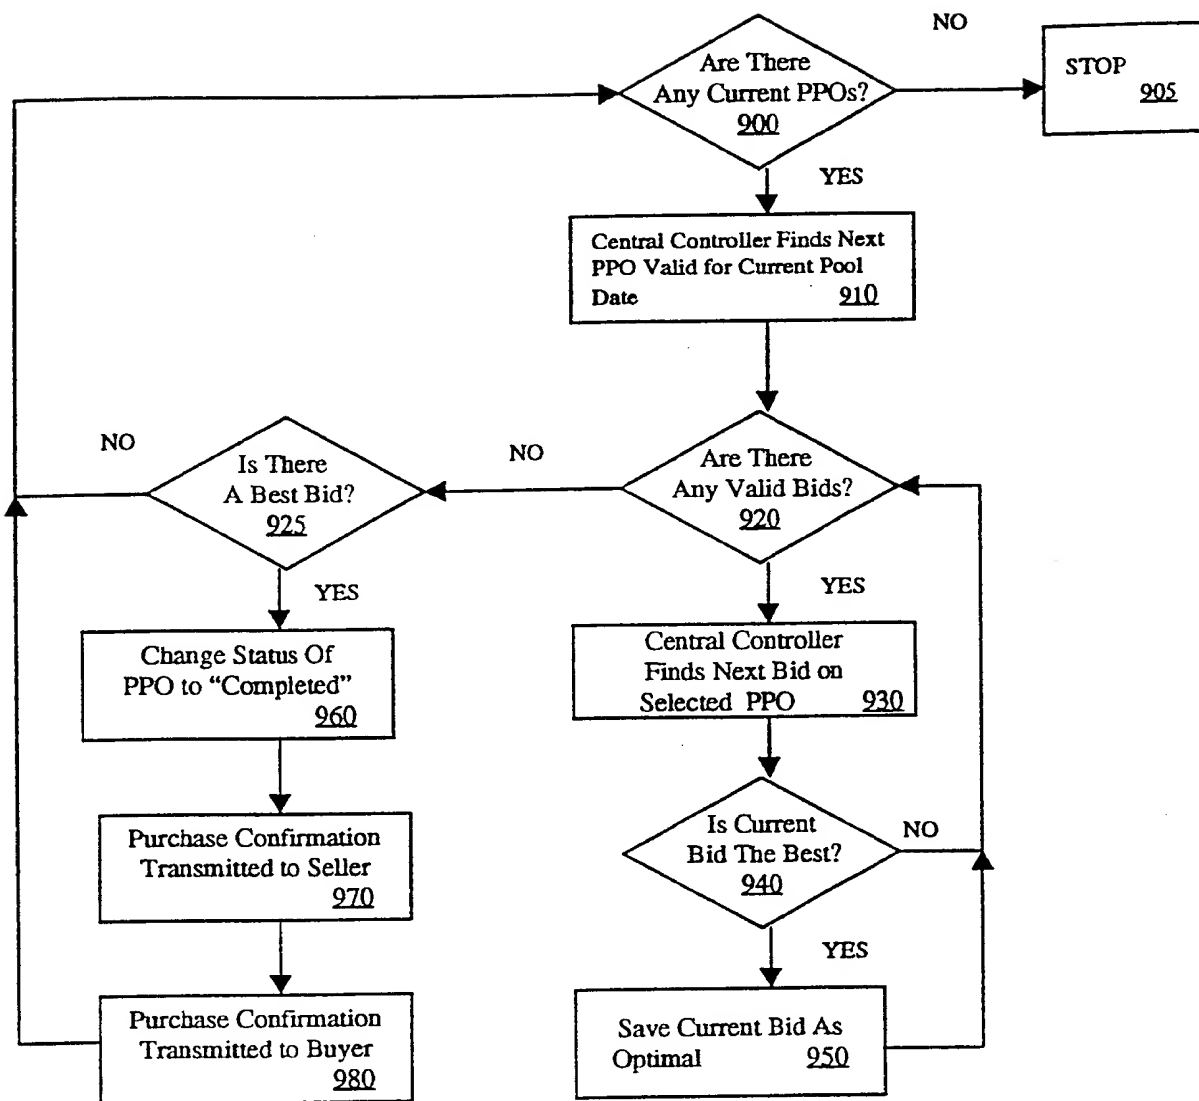 Are There
Any Current PPOs?
900
NO
STOP
905
YES
Central Controller Finds Next
PPO Valid for Current Pool
Date 910
NO
Is There
A Best Bid?
925
NO
Are There
Any Valid Bids?
920
YES
Change Status Of
PPO to “Completed”
960
YES
Central Controller
Finds Next Bid on
Selected PPO 930
Purchase Confirmation
Transmitted to Seller
970
Is Current
Bid The Best?
940
NO
YES
Purchase Confirmation
Transmitted to Buyer
980
Save Current Bid As
Optimal 950